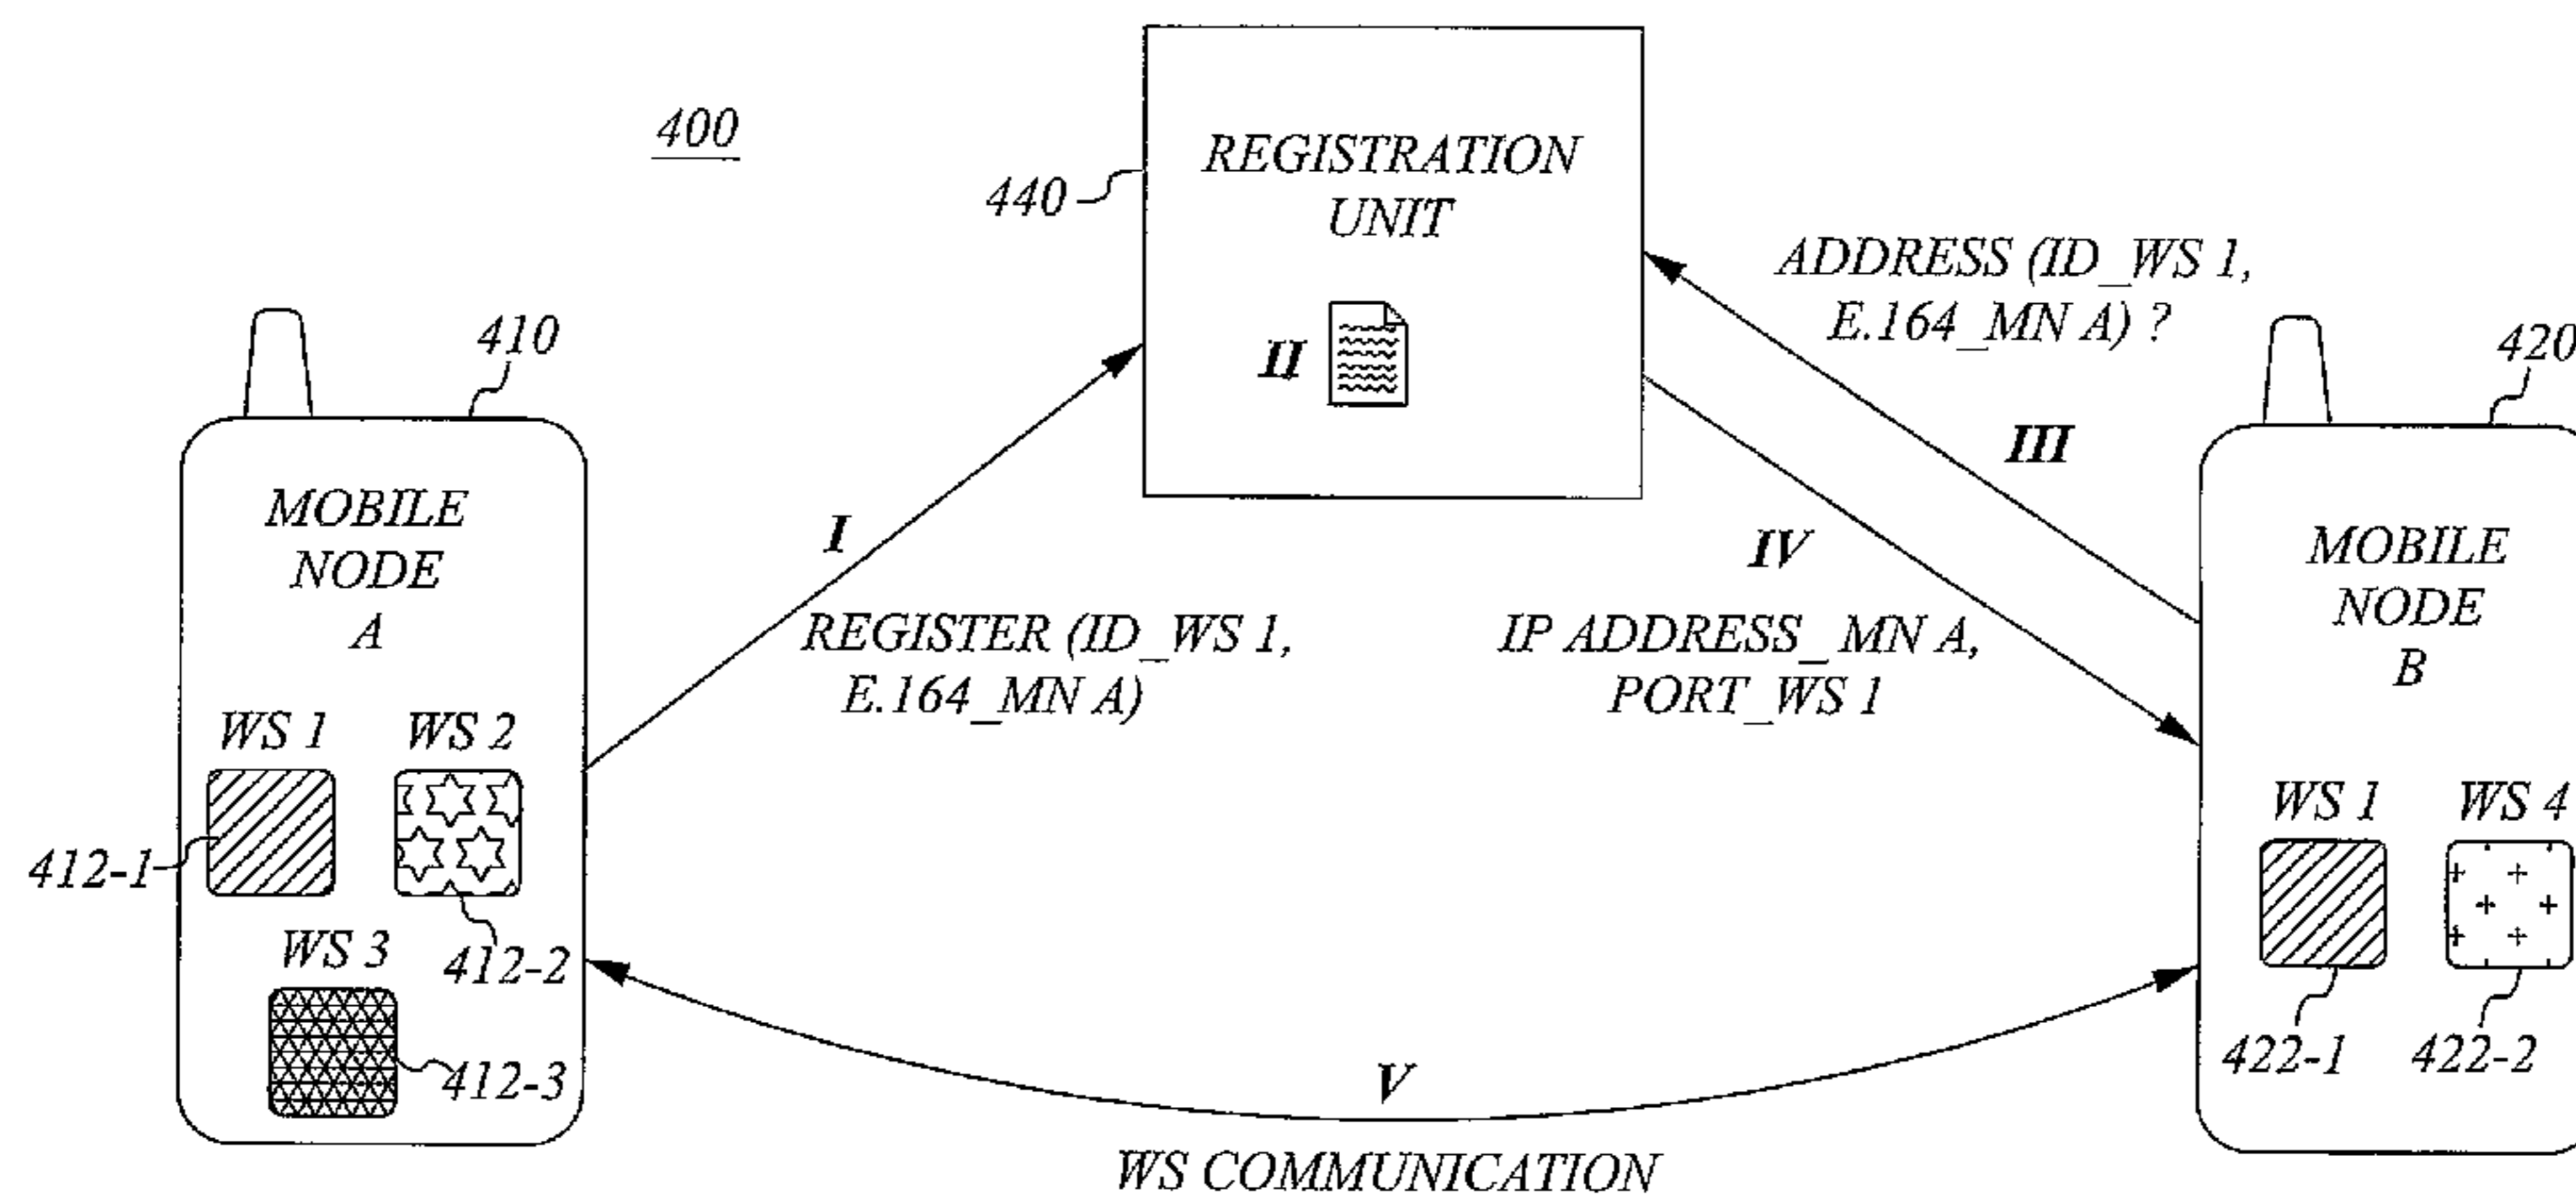 400
440
REGISTRATION
UNIT
II
ADDRESS (ID_WS 1,
E.164_MN A) ?
III
IV
IP ADDRESS_MN A,
PORT_WS 1
I
REGISTER (ID_WS 1,
E.164_MN A)
410
MOBILE
NODE
A
WS 1
WS 2
412-1
412-2
WS 3
412-3
420
MOBILE
NODE
B
WS 1
WS 4
422-1
422-2
V
WS COMMUNICATION